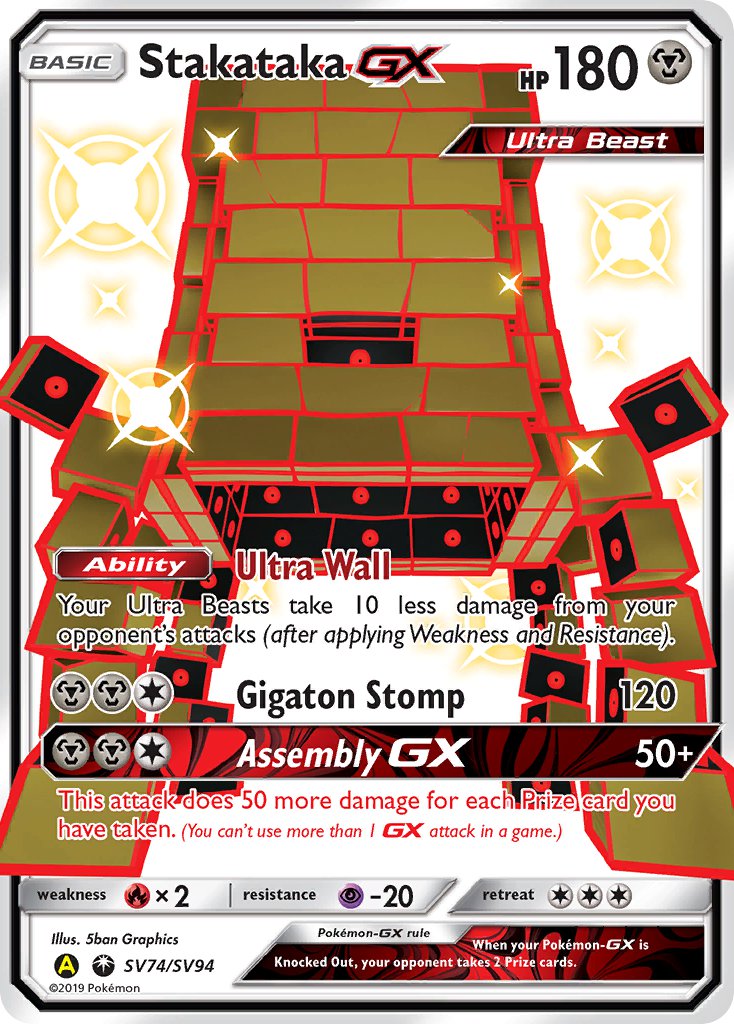 BASIC Stakataka GX HP 180
Ultra Beast
Ability Ultra Wall
Your Ultra Beasts take 10 less damage from your
opponent's attacks (after applying Weakness and Resistance).
Gigaton Stomp 120
Assembly GX 50+
This attack does 50 more damage for each Prize card you
have taken. (You can't use more than 1 GX attack in a game.)
weakness × 2 resistance -20 retreat
Illus. 5ban Graphics
Pokémon-GX rule
When your Pokémon-GX is
Knocked Out, your opponent takes 2 Prize cards.
A SV74/SV94
©2019 Pokémon